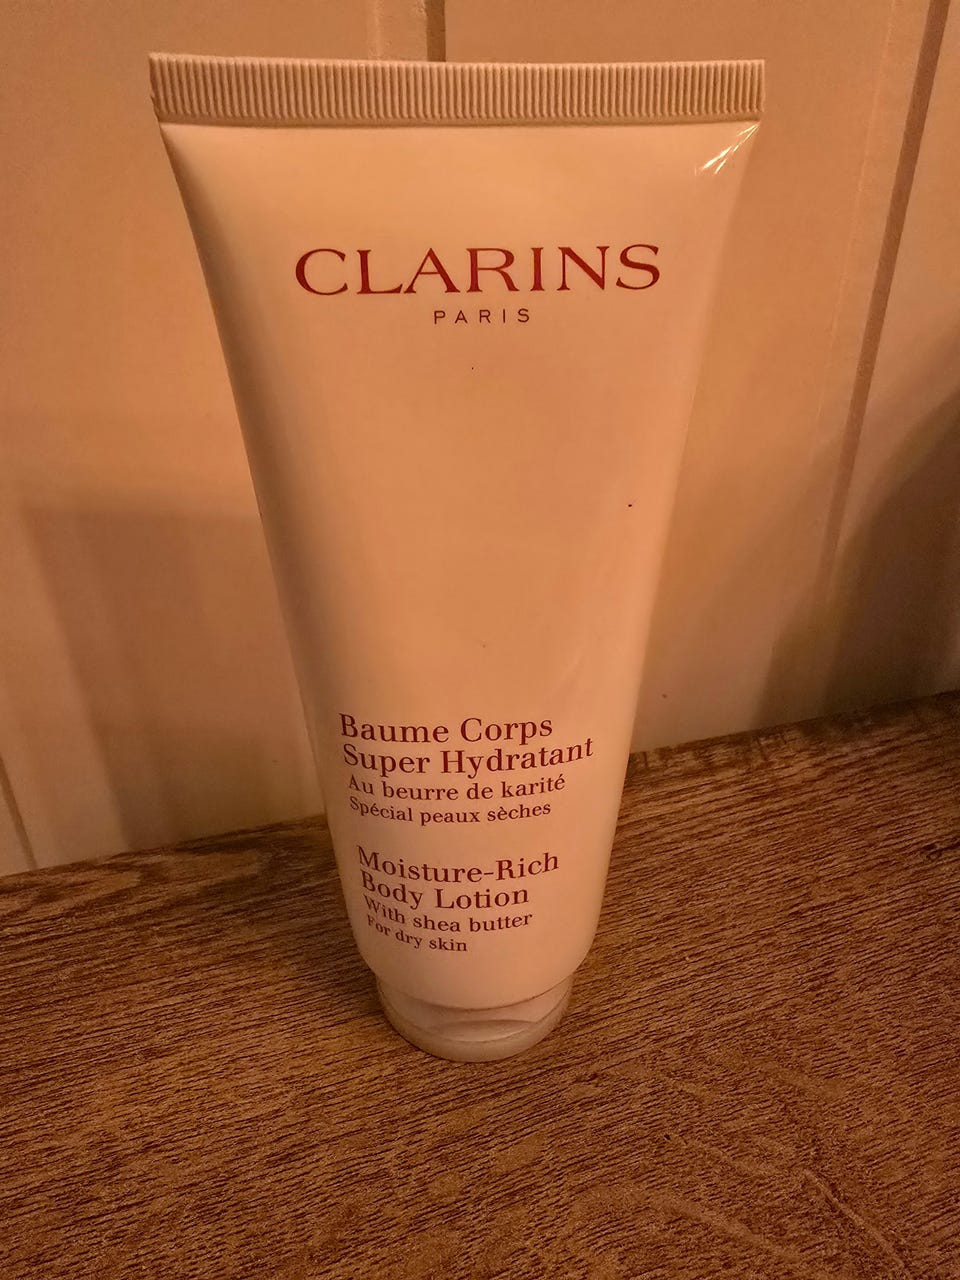 CLARINS
PARIS
Baume Corps
Super Hydratant
Au beurre de karité
Spécial peaux sèches
Moisture-Rich
Body Lotion
With shea butter
For dry skin